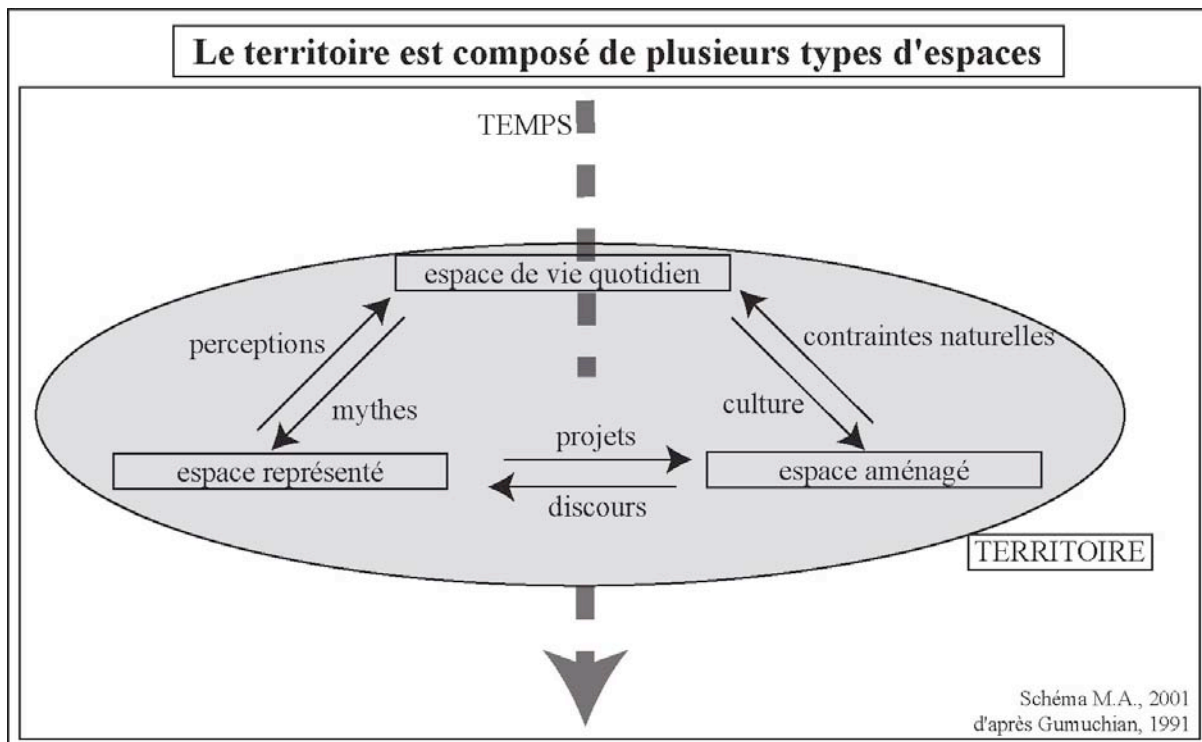 Le territoire est composé de plusieurs types d'espaces
TEMPS
espace de vie quotidien
perceptions
contraintes naturelles
mythes
culture
projets
espace représenté
espace aménagé
discours
TERRITOIRE
Schéma M.A., 2001
d'après Gumuchian, 1991